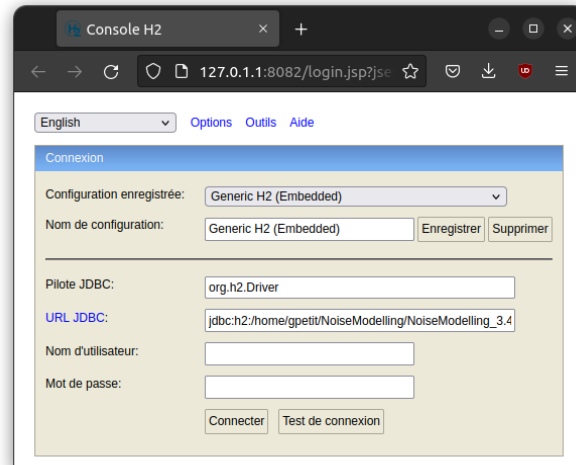 Console H2
127.0.1.1:8082/login.jsp?jse
English Options Outils Aide
Connexion
Configuration enregistrée: Generic H2 (Embedded)
Nom de configuration: Generic H2 (Embedded) Enregistrer Supprimer
Pilote JDBC: org.h2.Driver
URL JDBC: jdbc:h2:/home/gpetit/NoiseModelling/NoiseModelling_3.4
Nom d'utilisateur:
Mot de passe:
Connecter Test de connexion